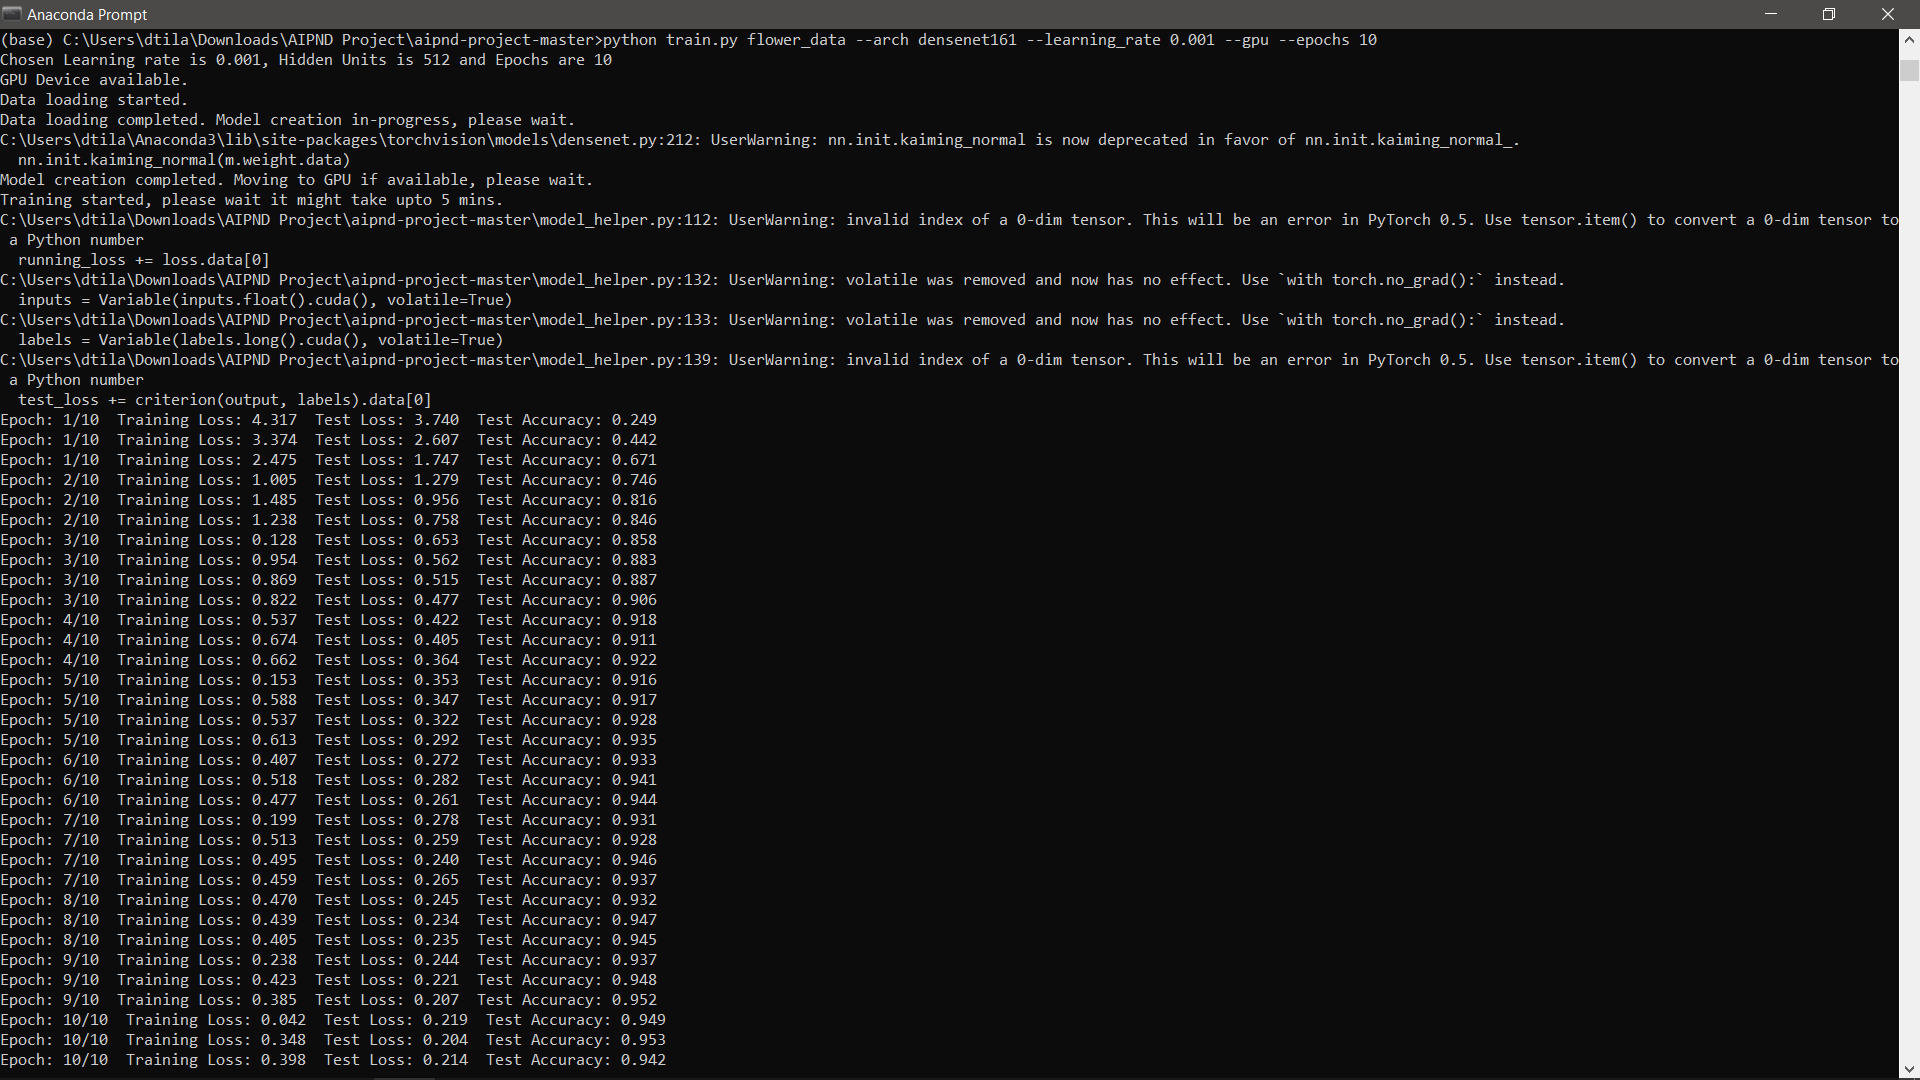 Anaconda Prompt
(base) C:\Users\dtila\Downloads\AIPND Project\aipnd-project-master>python train.py flower_data --arch densenet161 --learning_rate 0.001 --gpu --epochs 10
Chosen Learning rate is 0.001, Hidden Units is 512 and Epochs are 10
GPU Device available.
Data loading started.
Data loading completed. Model creation in-progress, please wait.
C:\Users\dtila\Anaconda3\lib\site-packages\torchvision\models\densenet.py:212: UserWarning: nn.init.kaiming_normal is now deprecated in favor of nn.init.kaiming_normal_.
  nn.init.kaiming_normal(m.weight.data)
Model creation completed. Moving to GPU if available, please wait.
Training started, please wait it might take upto 5 mins.
C:\Users\dtila\Downloads\AIPND Project\aipnd-project-master\model_helper.py:112: UserWarning: invalid index of a 0-dim tensor. This will be an error in PyTorch 0.5. Use tensor.item() to convert a 0-dim tensor to
 a Python number
  running_loss += loss.data[0]
C:\Users\dtila\Downloads\AIPND Project\aipnd-project-master\model_helper.py:132: UserWarning: volatile was removed and now has no effect. Use `with torch.no_grad():` instead.
  inputs = Variable(inputs.float().cuda(), volatile=True)
C:\Users\dtila\Downloads\AIPND Project\aipnd-project-master\model_helper.py:133: UserWarning: volatile was removed and now has no effect. Use `with torch.no_grad():` instead.
  labels = Variable(labels.long().cuda(), volatile=True)
C:\Users\dtila\Downloads\AIPND Project\aipnd-project-master\model_helper.py:139: UserWarning: invalid index of a 0-dim tensor. This will be an error in PyTorch 0.5. Use tensor.item() to convert a 0-dim tensor to
 a Python number
  test_loss += criterion(output, labels).data[0]
Epoch: 1/10  Training Loss: 4.317  Test Loss: 3.740  Test Accuracy: 0.249
Epoch: 1/10  Training Loss: 3.374  Test Loss: 2.607  Test Accuracy: 0.442
Epoch: 1/10  Training Loss: 2.475  Test Loss: 1.747  Test Accuracy: 0.671
Epoch: 2/10  Training Loss: 1.005  Test Loss: 1.279  Test Accuracy: 0.746
Epoch: 2/10  Training Loss: 1.485  Test Loss: 0.956  Test Accuracy: 0.816
Epoch: 2/10  Training Loss: 1.238  Test Loss: 0.758  Test Accuracy: 0.846
Epoch: 3/10  Training Loss: 0.128  Test Loss: 0.653  Test Accuracy: 0.858
Epoch: 3/10  Training Loss: 0.954  Test Loss: 0.562  Test Accuracy: 0.883
Epoch: 3/10  Training Loss: 0.869  Test Loss: 0.515  Test Accuracy: 0.887
Epoch: 3/10  Training Loss: 0.822  Test Loss: 0.477  Test Accuracy: 0.906
Epoch: 4/10  Training Loss: 0.537  Test Loss: 0.422  Test Accuracy: 0.918
Epoch: 4/10  Training Loss: 0.674  Test Loss: 0.405  Test Accuracy: 0.911
Epoch: 4/10  Training Loss: 0.662  Test Loss: 0.364  Test Accuracy: 0.922
Epoch: 5/10  Training Loss: 0.153  Test Loss: 0.353  Test Accuracy: 0.916
Epoch: 5/10  Training Loss: 0.588  Test Loss: 0.347  Test Accuracy: 0.917
Epoch: 5/10  Training Loss: 0.537  Test Loss: 0.322  Test Accuracy: 0.928
Epoch: 5/10  Training Loss: 0.613  Test Loss: 0.292  Test Accuracy: 0.935
Epoch: 6/10  Training Loss: 0.407  Test Loss: 0.272  Test Accuracy: 0.933
Epoch: 6/10  Training Loss: 0.518  Test Loss: 0.282  Test Accuracy: 0.941
Epoch: 6/10  Training Loss: 0.477  Test Loss: 0.261  Test Accuracy: 0.944
Epoch: 7/10  Training Loss: 0.199  Test Loss: 0.278  Test Accuracy: 0.931
Epoch: 7/10  Training Loss: 0.513  Test Loss: 0.259  Test Accuracy: 0.928
Epoch: 7/10  Training Loss: 0.495  Test Loss: 0.240  Test Accuracy: 0.946
Epoch: 7/10  Training Loss: 0.459  Test Loss: 0.265  Test Accuracy: 0.937
Epoch: 8/10  Training Loss: 0.470  Test Loss: 0.245  Test Accuracy: 0.932
Epoch: 8/10  Training Loss: 0.439  Test Loss: 0.234  Test Accuracy: 0.947
Epoch: 8/10  Training Loss: 0.405  Test Loss: 0.235  Test Accuracy: 0.945
Epoch: 9/10  Training Loss: 0.238  Test Loss: 0.244  Test Accuracy: 0.937
Epoch: 9/10  Training Loss: 0.423  Test Loss: 0.221  Test Accuracy: 0.948
Epoch: 9/10  Training Loss: 0.385  Test Loss: 0.207  Test Accuracy: 0.952
Epoch: 10/10  Training Loss: 0.042  Test Loss: 0.219  Test Accuracy: 0.949
Epoch: 10/10  Training Loss: 0.348  Test Loss: 0.204  Test Accuracy: 0.953
Epoch: 10/10  Training Loss: 0.398  Test Loss: 0.214  Test Accuracy: 0.942